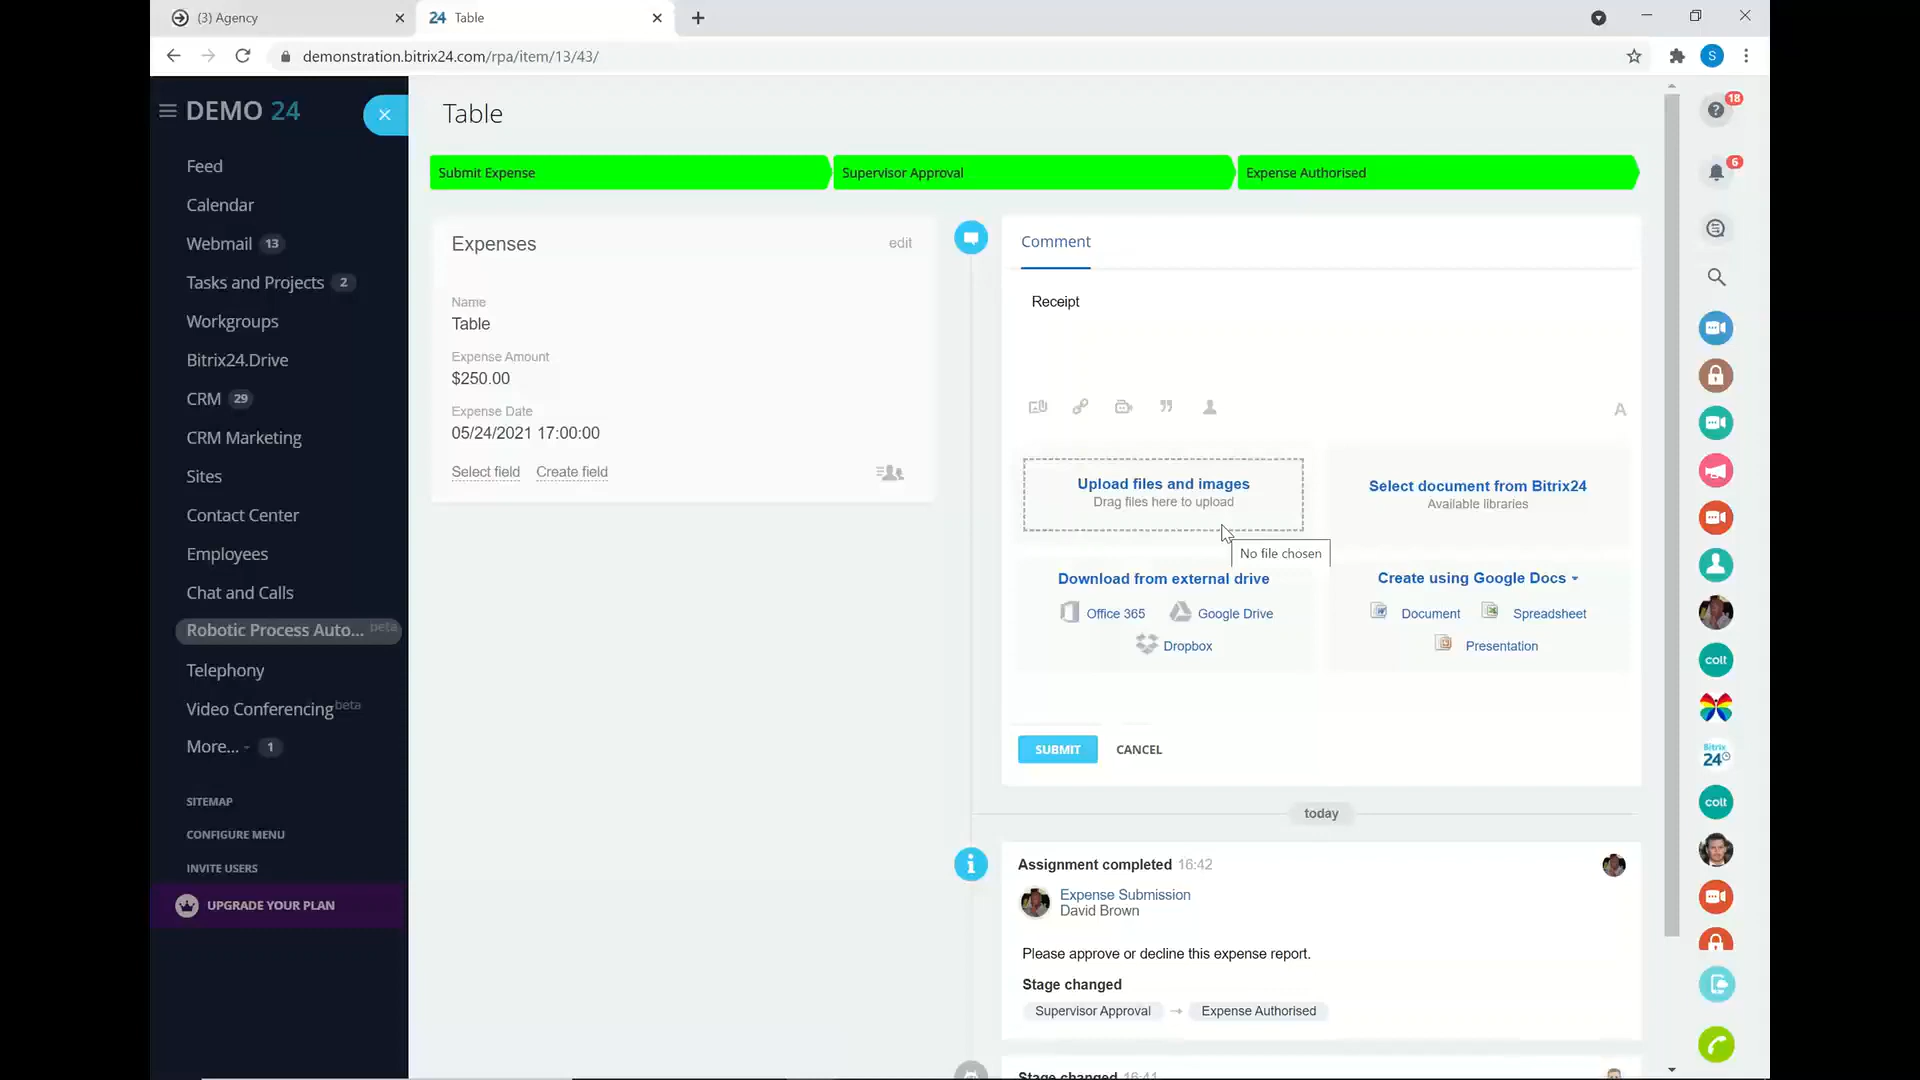 (3) Agency
24 Table
demonstration.bitrix24.com/rpa/item/13/43/
S
DEMO 24
Feed
Calendar
Webmail 13
Tasks and Projects 2
Workgroups
Bitrix24.Drive
CRM 29
CRM Marketing
Sites
Contact Center
Employees
Chat and Calls
Robotic Process Auto... beta
Telephony
Video Conferencing beta
More... 1
SITEMAP
CONFIGURE MENU
INVITE USERS
UPGRADE YOUR PLAN
Table
Submit Expense
Supervisor Approval
Expense Authorised
Expenses
edit
Name
Table
Expense Amount
$250.00
Expense Date
05/24/2021 17:00:00
Select field Create field
Comment
Receipt
A
Upload files and images
Drag files here to upload
No file chosen
Select document from Bitrix24
Available libraries
Download from external drive
Office 365 Google Drive
Dropbox
Create using Google Docs
Document Spreadsheet
Presentation
SUBMIT CANCEL
today
Assignment completed 16:42
Expense Submission
David Brown
Please approve or decline this expense report.
Stage changed
Supervisor Approval → Expense Authorised
Stage changed 16:41
18
6
colt
Bitrix
24
colt